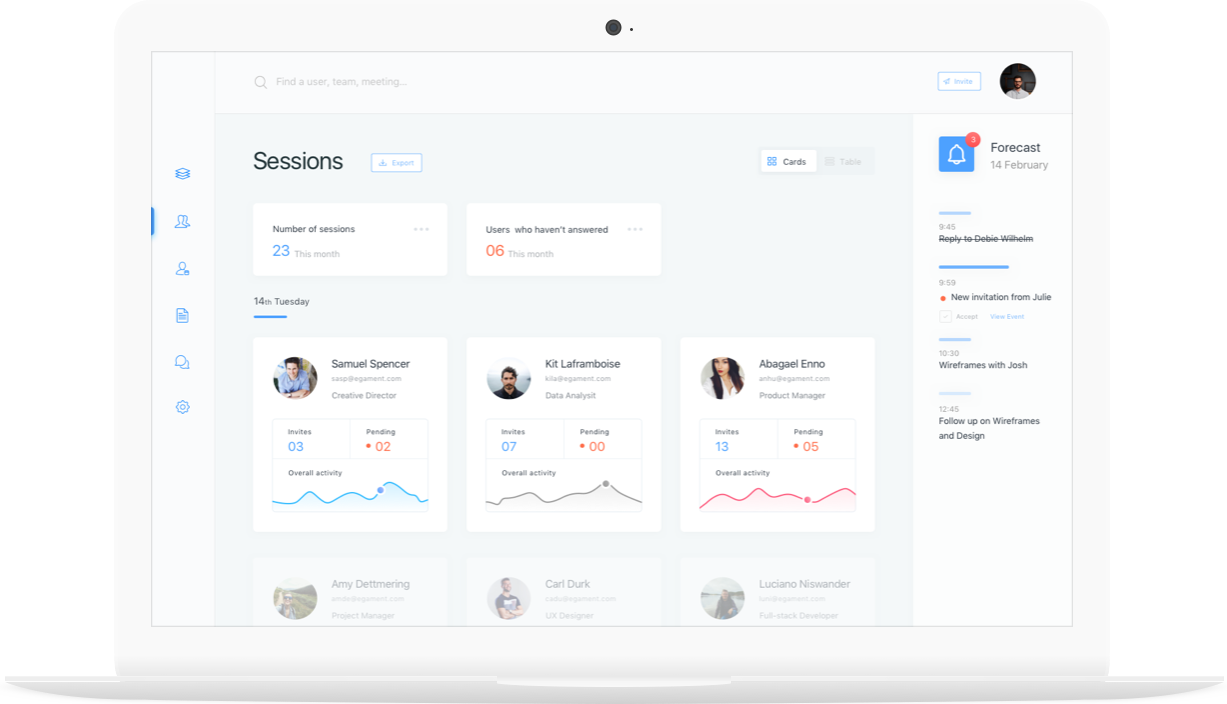 Find a user, team, meeting...
Invite
Sessions
Export
Cards
Table
3
Forecast
14 February
Number of sessions
23 This month
Users who haven't answered
06 This month
14th Tuesday
Samuel Spencer
sasp@egament.com
Creative Director
Invites
03
Pending
02
Overall activity
Kit Laframboise
kila@egament.com
Data Analysit
Invites
07
Pending
00
Overall activity
Abagael Enno
anhu@egament.com
Product Manager
Invites
13
Pending
05
Overall activity
Amy Dettmering
amde@egament.com
Project Manager
Carl Durk
cadu@egament.com
UX Designer
Luciano Niswander
luni@egament.com
Full-stack Developer
9:45
Reply to Debie Wilhelm
9:59
New invitation from Julie
Accept
View Event
10:30
Wireframes with Josh
12:45
Follow up on Wireframes
and Design